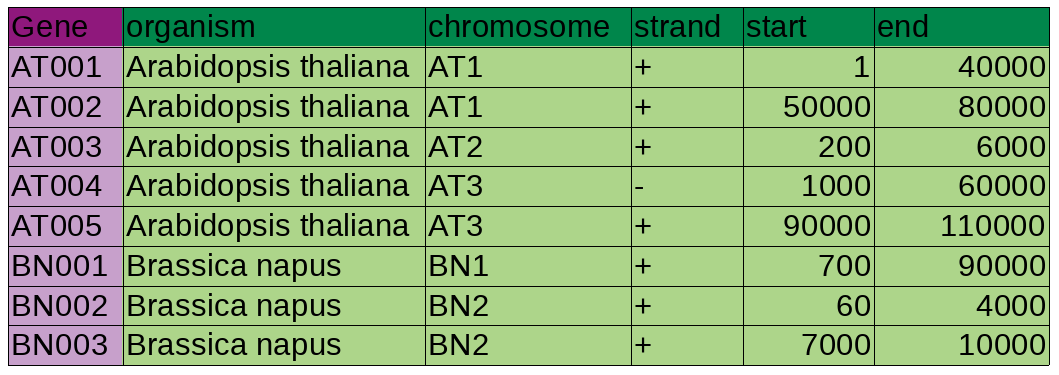 Gene organism chromosome strand start end
AT001 Arabidopsis thaliana AT1 + 1 40000
AT002 Arabidopsis thaliana AT1 + 50000 80000
AT003 Arabidopsis thaliana AT2 + 200 6000
AT004 Arabidopsis thaliana AT3 - 1000 60000
AT005 Arabidopsis thaliana AT3 + 90000 110000
BN001 Brassica napus BN1 + 700 90000
BN002 Brassica napus BN2 + 60 4000
BN003 Brassica napus BN2 + 7000 10000